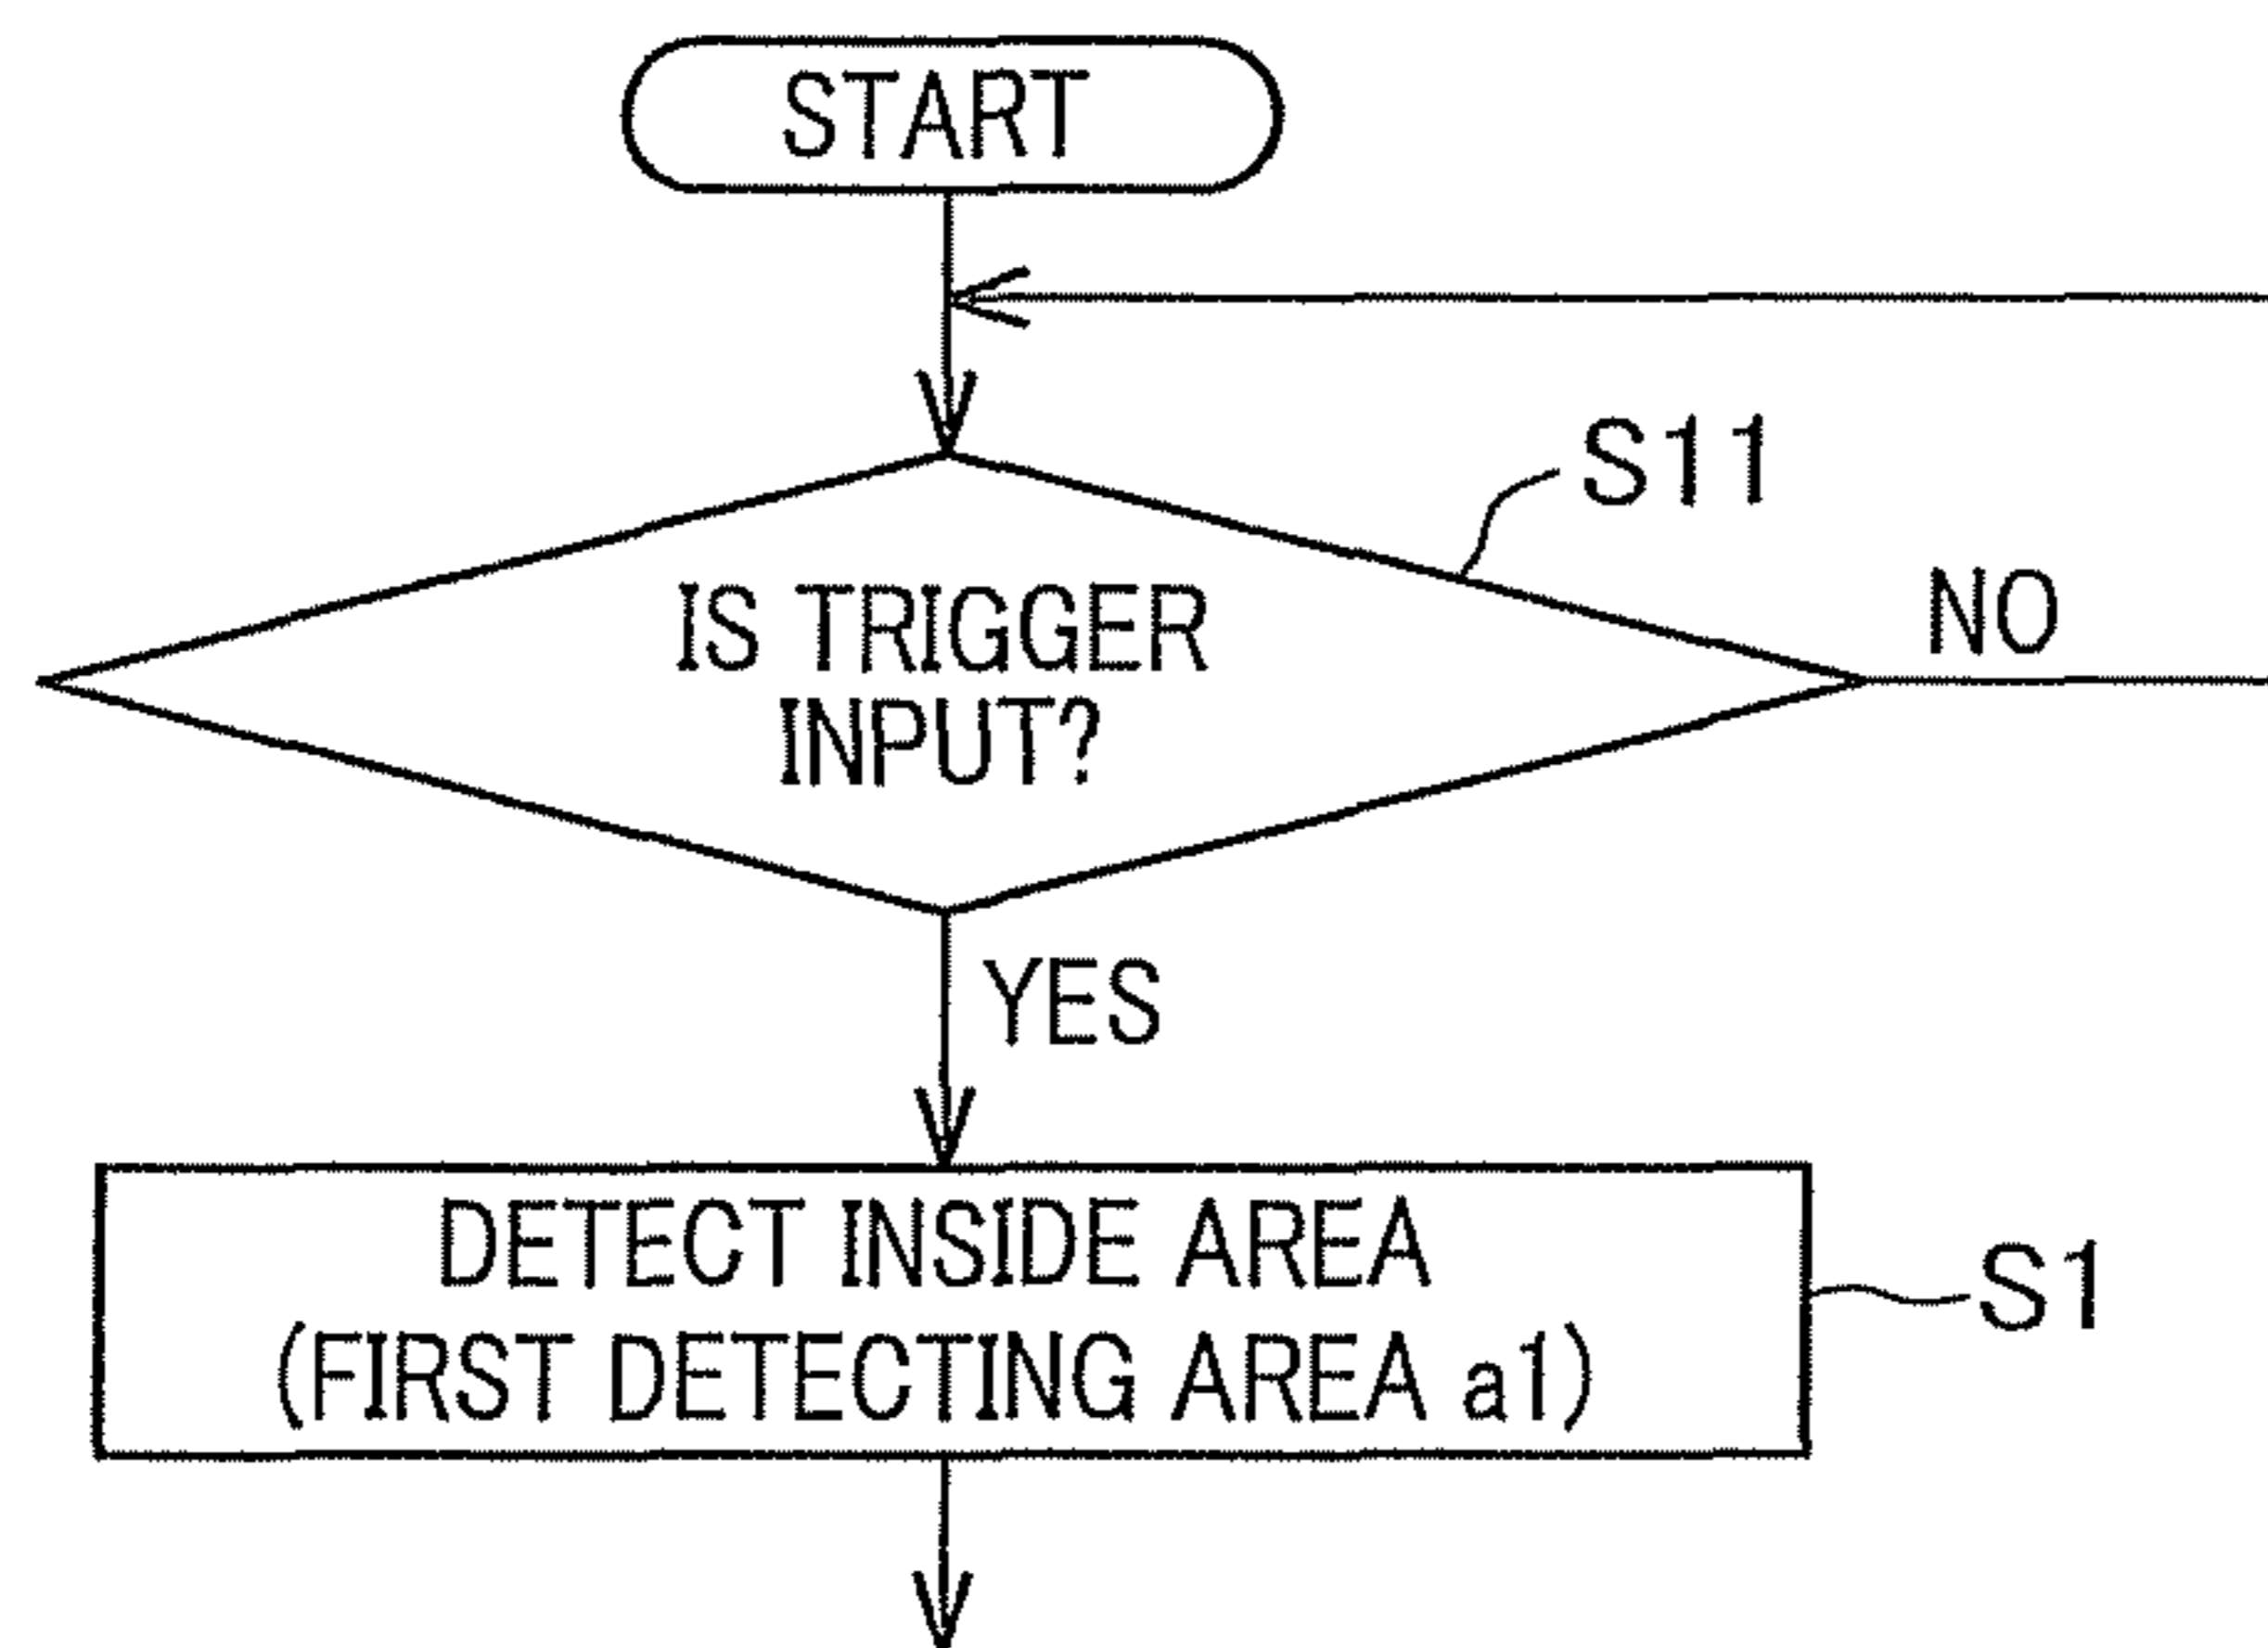 START
S11
IS TRIGGER
INPUT?
NO
YES
DETECT INSIDE AREA
(FIRST DETECTING AREA a1)
S1